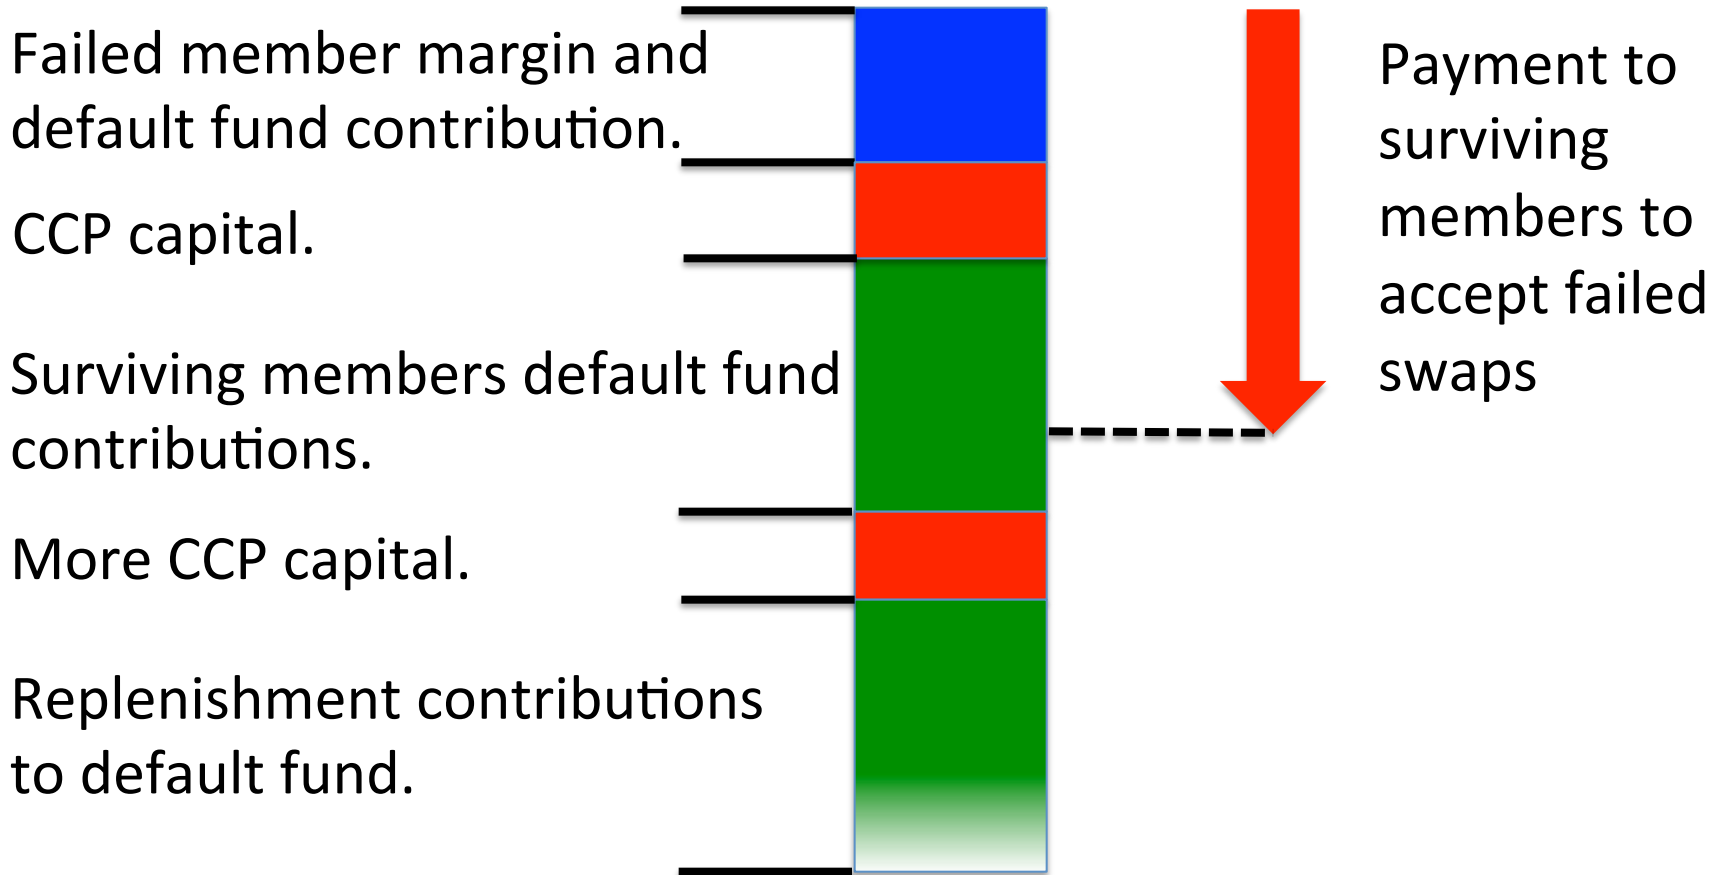 Failed member margin and
default fund contribution.
CCP capital.
Surviving members default fund
contributions.
More CCP capital.
Replenishment contributions
to default fund.
Payment to
surviving
members to
accept failed
swaps